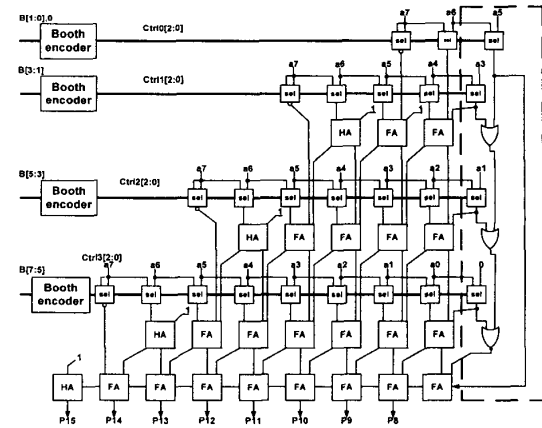 B[1:0],0
Booth encoder
Ctrl0[2:0]
a7 a6 a5
sel sel sel
B[3:1]
Booth encoder
Ctrl1[2:0]
a7 a6 a5 a4 a3
sel sel sel sel sel
1 1
HA FA FA
B[5:3]
Booth encoder
Ctrl2[2:0]
a7 a6 a5 a4 a3 a2 a1
sel sel sel sel sel sel sel
1
HA FA FA FA FA
B[7:5]
Booth encoder
Ctrl3[2:0]
a7 a6 a5 a4 a3 a2 a1 a0 0
sel sel sel sel sel sel sel sel sel
1
HA FA FA FA FA FA FA
1
HA FA FA FA FA FA FA FA FA
P15 P14 P13 P12 P11 P10 P9 P8